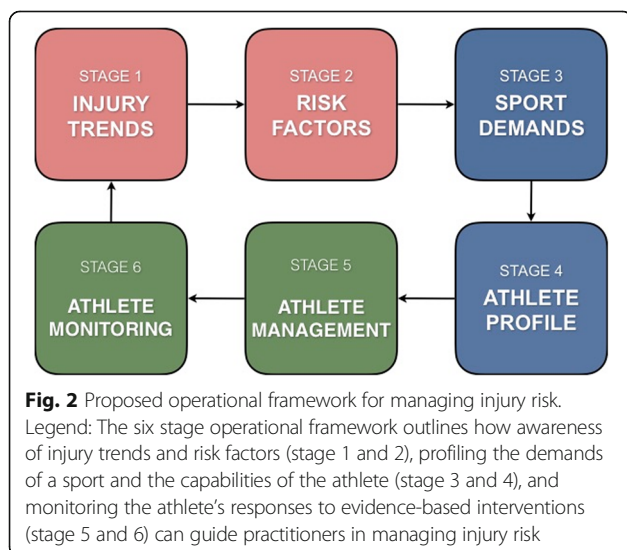 STAGE 1
INJURY
TRENDS
STAGE 2
RISK
FACTORS
STAGE 3
SPORT
DEMANDS
STAGE 4
ATHLETE
PROFILE
STAGE 5
ATHLETE
MANAGEMENT
STAGE 6
ATHLETE
MONITORING
Fig. 2 Proposed operational framework for managing injury risk.
Legend: The six stage operational framework outlines how awareness
of injury trends and risk factors (stage 1 and 2), profiling the demands
of a sport and the capabilities of the athlete (stage 3 and 4), and
monitoring the athlete's responses to evidence-based interventions
(stage 5 and 6) can guide practitioners in managing injury risk